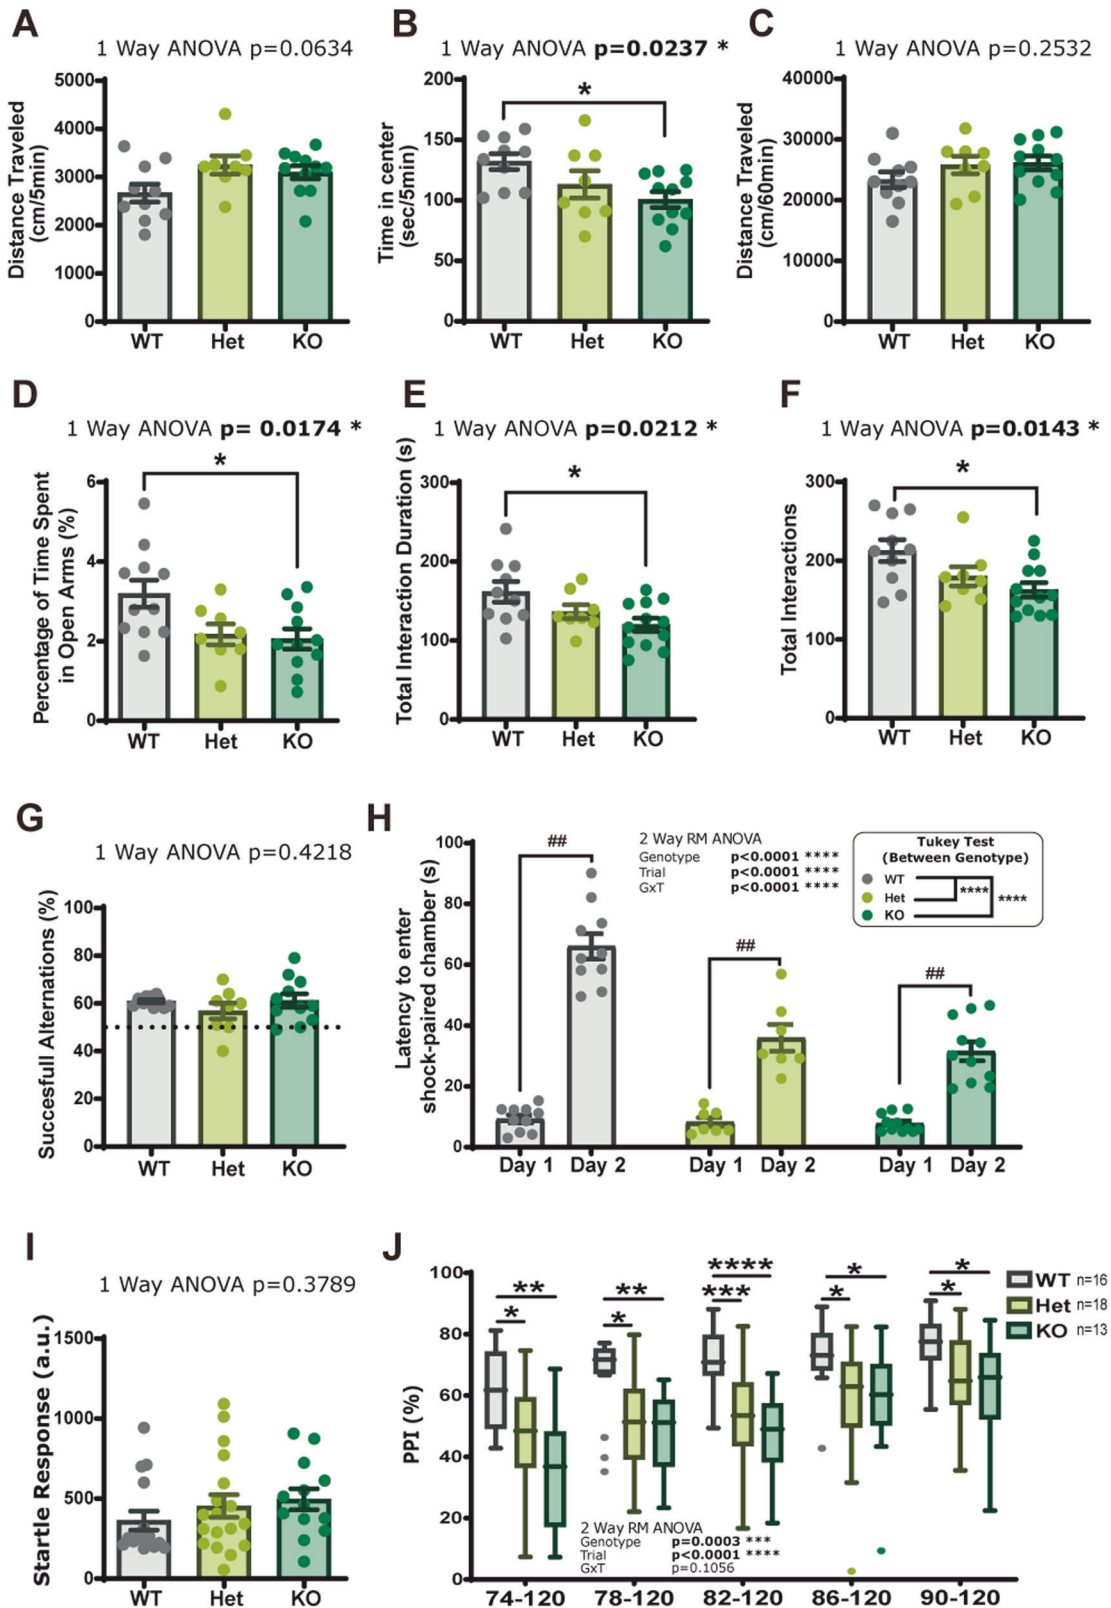 A
1 Way ANOVA p=0.0634
Distance Traveled
(cm/5min)
5000
4000
3000
2000
1000
0
WT
Het
KO
B
1 Way ANOVA p=0.0237 *
Time in center
(sec/5min)
200
150
100
50
0
*
WT
Het
KO
C
1 Way ANOVA p=0.2532
Distance Traveled
(cm/60min)
40000
30000
20000
10000
0
WT
Het
KO
D
1 Way ANOVA p= 0.0174 *
Percentage of Time Spent
in Open Arms (%)
6
4
2
0
*
WT
Het
KO
E
1 Way ANOVA p=0.0212 *
Total Interaction Duration (s)
300
200
100
0
*
WT
Het
KO
F
1 Way ANOVA p=0.0143 *
Total Interactions
300
200
100
0
*
WT
Het
KO
G
1 Way ANOVA p=0.4218
Succesfull Alternations (%)
100
80
60
40
20
0
WT
Het
KO
H
Latency to enter
shock-paired chamber (s)
100
80
60
40
20
0
##
##
##
2 Way RM ANOVA
Genotype p<0.0001 ****
Trial p<0.0001 ****
GxT p<0.0001 ****
Tukey Test
(Between Genotype)
WT
Het
KO
****
****
Day 1
Day 2
Day 1
Day 2
Day 1
Day 2
I
1 Way ANOVA p=0.3789
Startle Response (a.u.)
1500
1000
500
0
WT
Het
KO
J
PPI (%)
100
80
60
40
20
0
**
*
**
*
****
***
*
*
*
*
WT n=16
Het n=18
KO n=13
2 Way RM ANOVA
Genotype p=0.0003 ***
Trial p<0.0001 ****
GxT p=0.1056
74-120
78-120
82-120
86-120
90-120